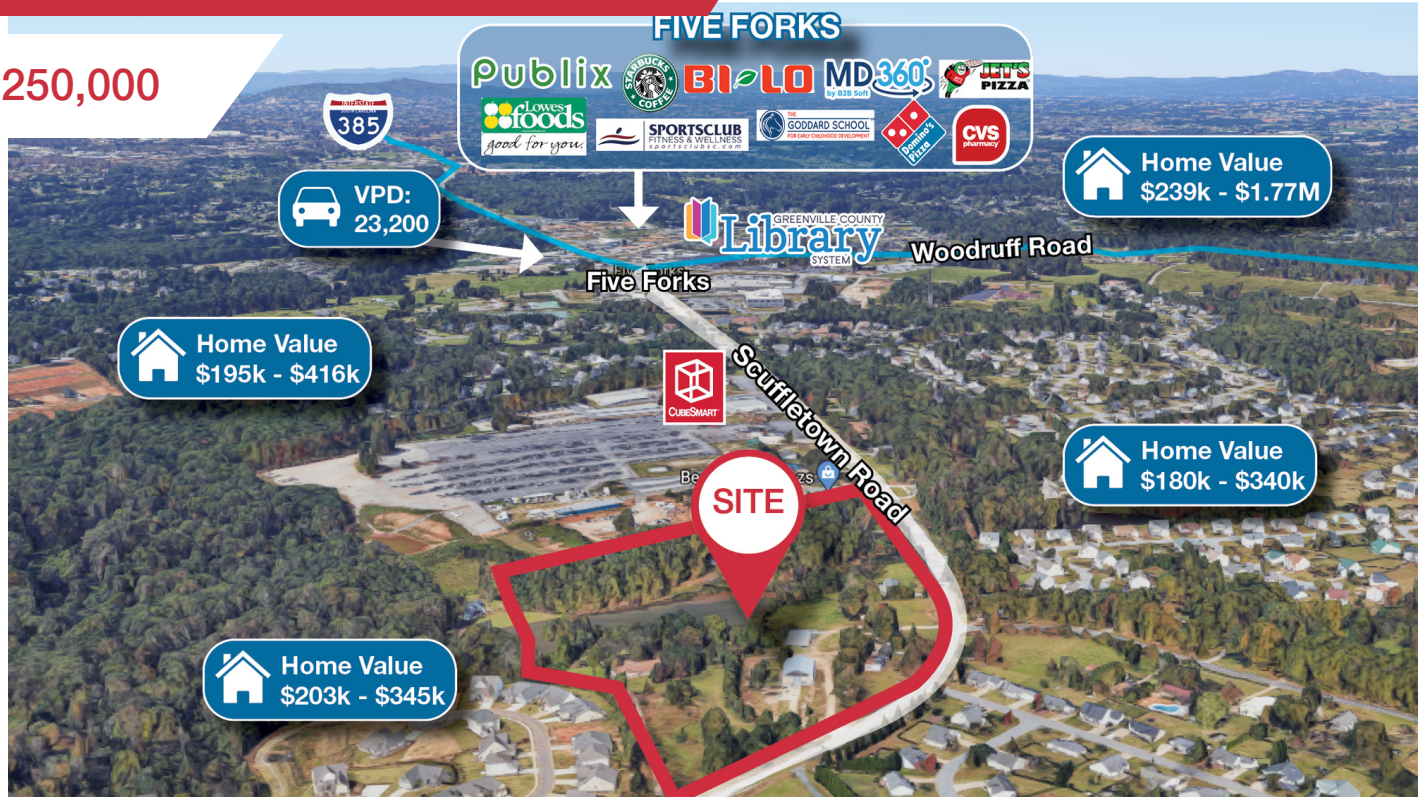 FIVE FORKS
250,000
Publix
STARBUCKS
COFFEE
BI-LO
MD360°
by B2B Soft
JET'S
PIZZA
INTERSTATE
385
Lowes
foods
good for you.
SPORTSCLUB
FITNESS & WELLNESS
sportsclubsc.com
THE
GODDARD SCHOOL
FOR EARLY CHILDHOOD DEVELOPMENT
Domino's
Pizza
CVS
pharmacy
VPD:
23,200
Home Value
$239k - $1.77M
GREENVILLE COUNTY
Library
SYSTEM
Woodruff Road
Five Forks
Home Value
$195k - $416k
CUBESMART
Scuffletown Road
Home Value
$180k - $340k
SITE
Home Value
$203k - $345k